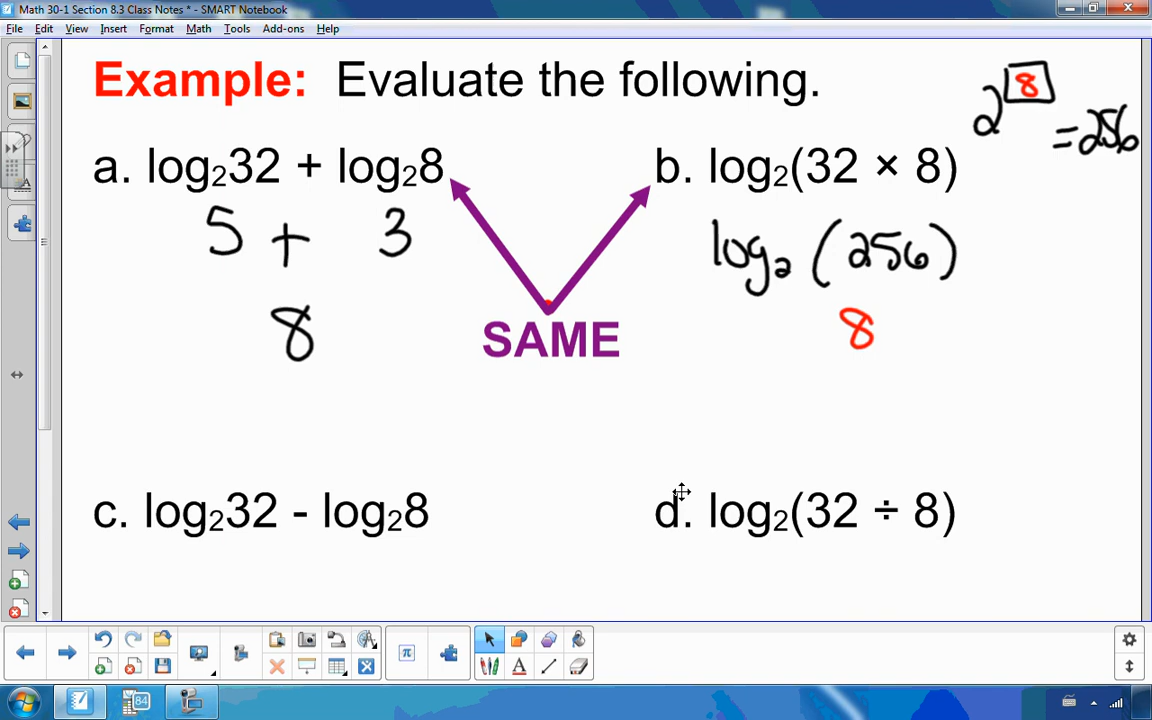 Math 30-1 Section 8.3 Class Notes * - SMART Notebook
File Edit View Insert Format Math Tools Add-ons Help
Example: Evaluate the following.
2^8 = 256
a. log₂32 + log₂8
b. log₂(32 × 8)
5 + 3
log₂ (256)
8
8
SAME
c. log₂32 - log₂8
d. log₂(32 ÷ 8)
π
A
84